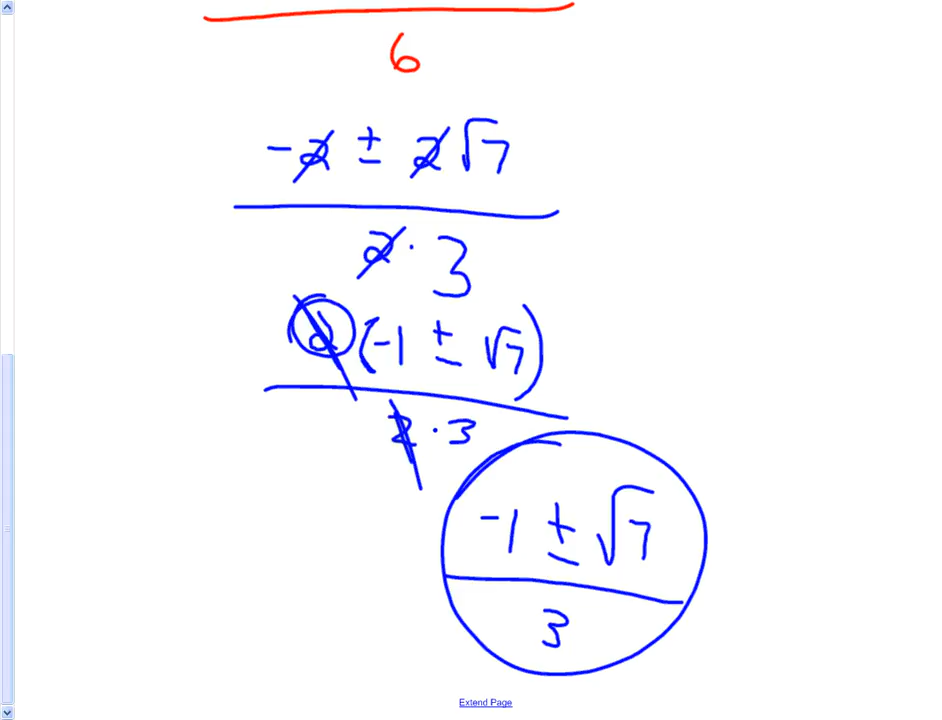 6
-2 ± 2√7
2 · 3
2 (-1 ± √7)
2 · 3
-1 ± √7
3
Extend Page